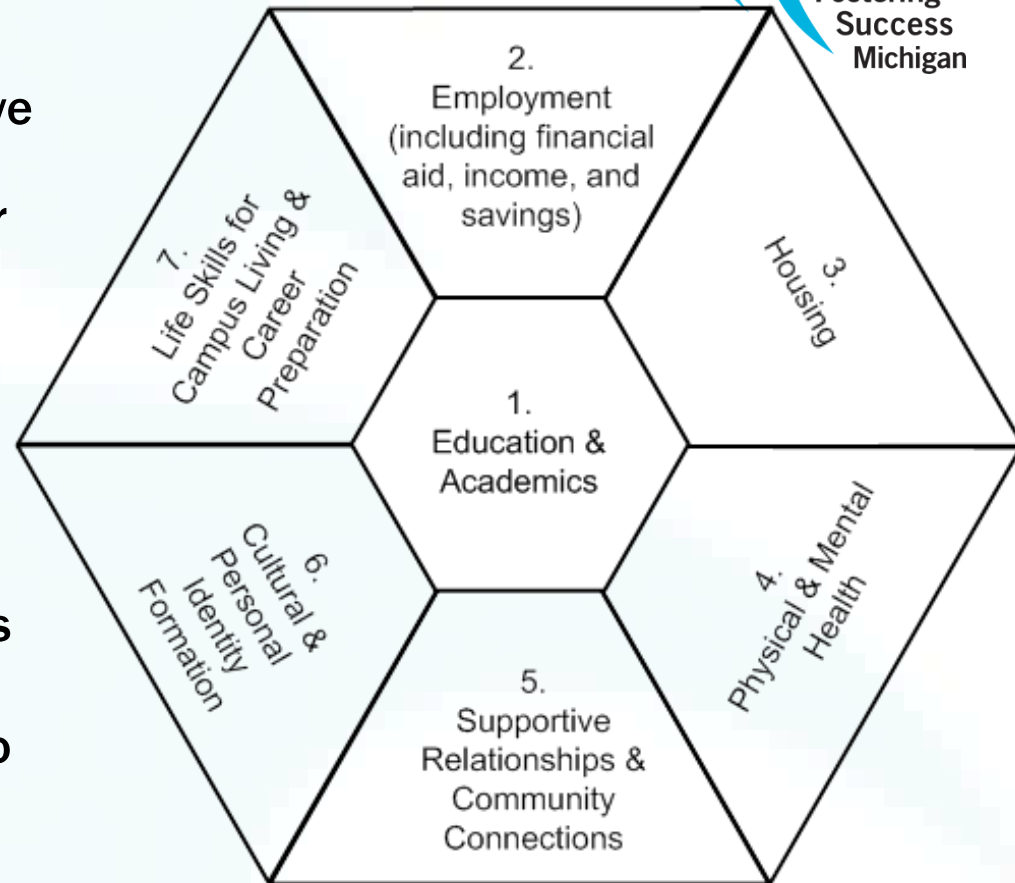 Fostering
Success
Michigan
2.
Employment
(including financial
aid, income, and
savings)
3.
Housing
7.
Life Skills for
Campus Living &
Career
Preparation
1.
Education &
Academics
4.
Physical & Mental
Health
6.
Cultural &
Personal
Identity
Formation
5.
Supportive
Relationships &
Community
Connections